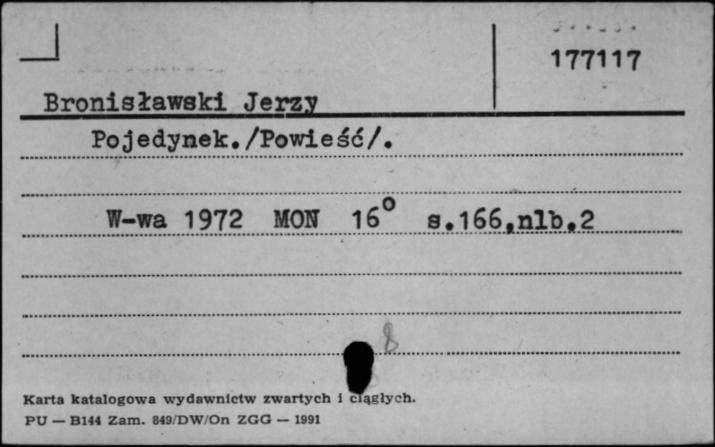 177117
Bronisławski Jerzy
Pojedynek./Powieść/.
W-wa 1972 MON 16° s.166,nlb.2
8
Karta katalogowa wydawnictw zwartych i ciągłych.
PU — B144 Zam. 849/DW/On ZGG — 1991